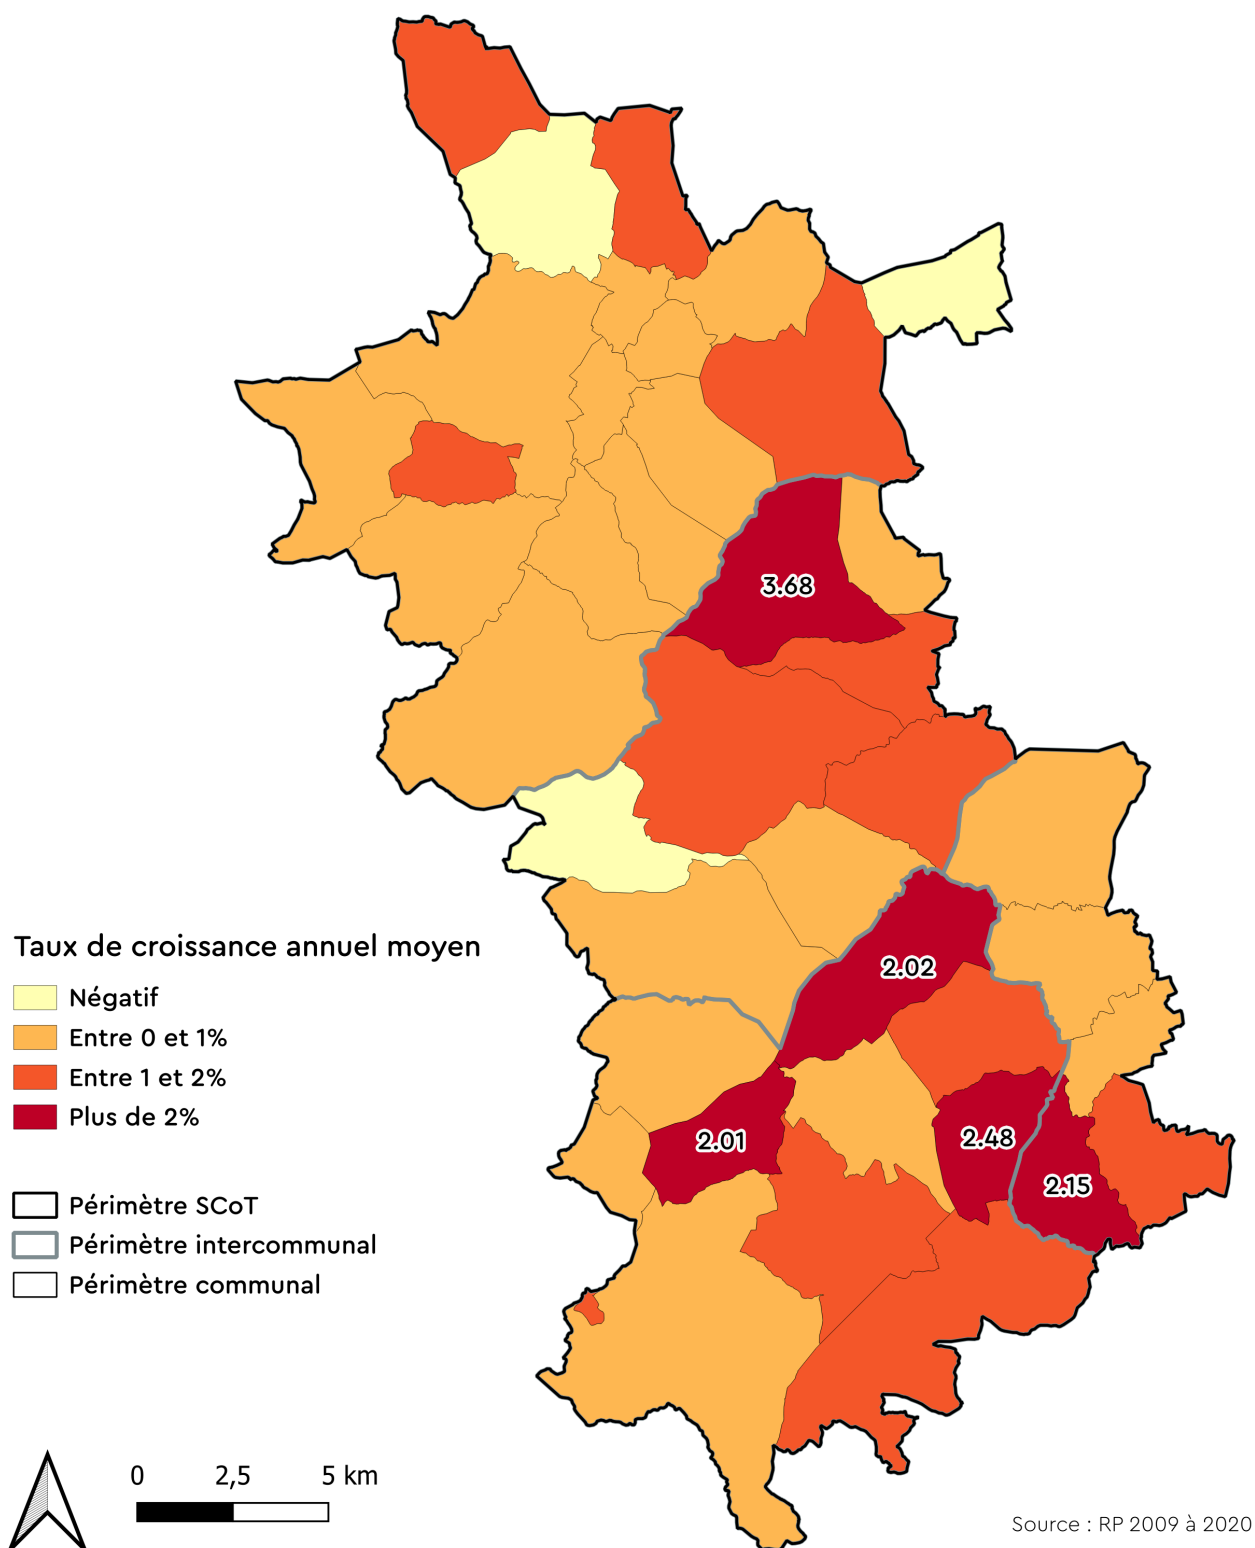 3.68
2.02
2.01
2.48
2.15
Taux de croissance annuel moyen
Négatif
Entre 0 et 1%
Entre 1 et 2%
Plus de 2%
Périmètre SCoT
Périmètre intercommunal
Périmètre communal
0 2,5 5 km
Source : RP 2009 à 2020